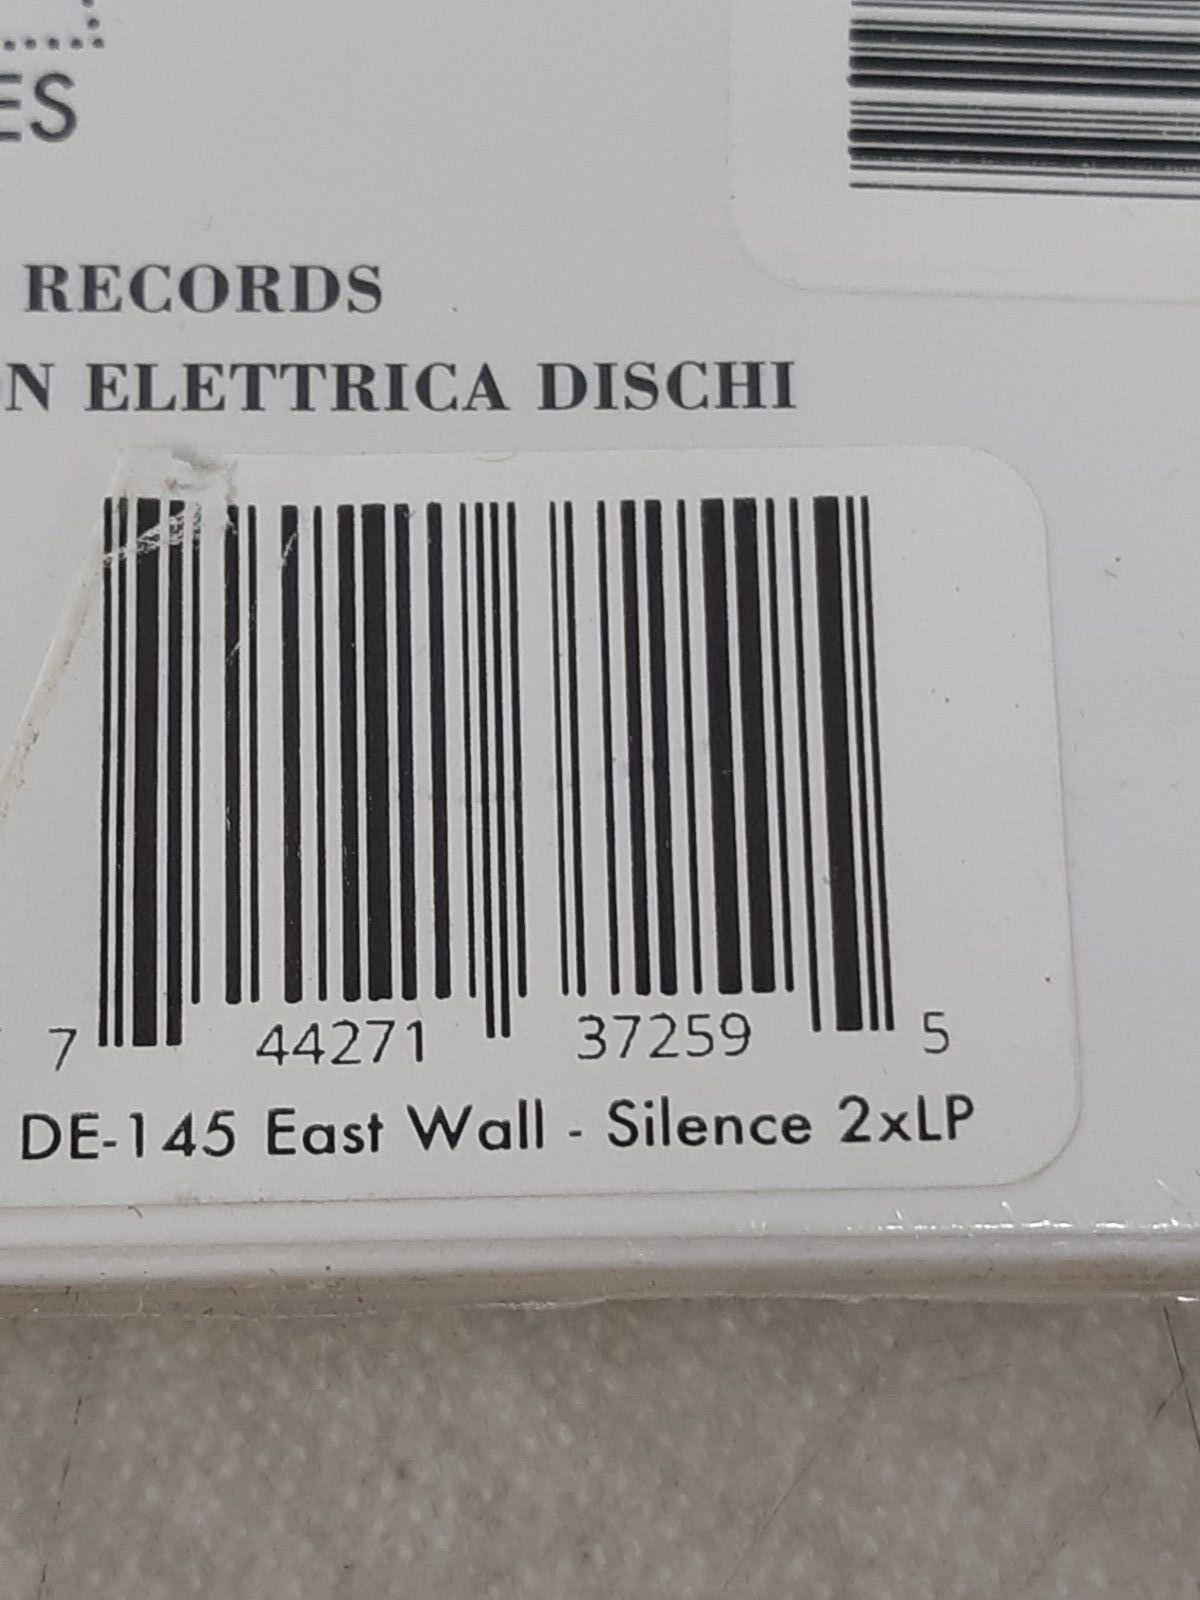 ES
RECORDS
N ELETTRICA DISCHI
7 44271 37259 5
DE-145 East Wall - Silence 2xLP